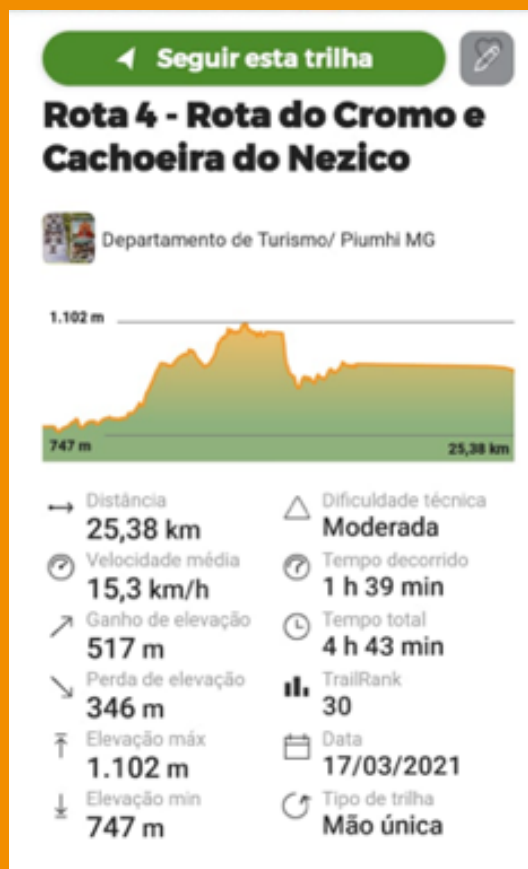 Seguir esta trilha
Rota 4 - Rota do Cromo e
Cachoeira do Nezico
Departamento de Turismo/ Piumhi MG
1.102 m
747 m
25,38 km
Distância
25,38 km
Dificuldade técnica
Moderada
Velocidade média
15,3 km/h
Tempo decorrido
1 h 39 min
Ganho de elevação
517 m
Tempo total
4 h 43 min
Perda de elevação
346 m
TrailRank
30
Elevação máx
1.102 m
Data
17/03/2021
Elevação min
747 m
Tipo de trilha
Mão única